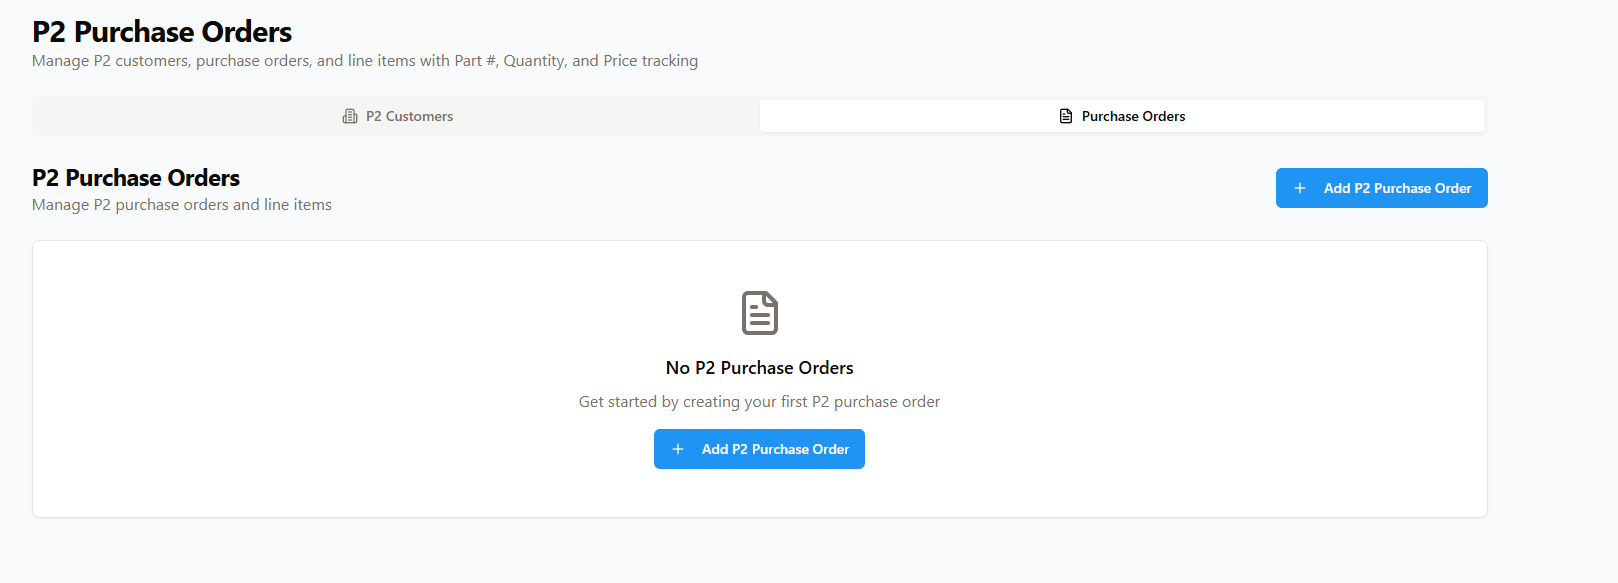 P2 Purchase Orders
Manage P2 customers, purchase orders, and line items with Part #, Quantity, and Price tracking
P2 Customers
Purchase Orders
P2 Purchase Orders
Manage P2 purchase orders and line items
Add P2 Purchase Order
No P2 Purchase Orders
Get started by creating your first P2 purchase order
Add P2 Purchase Order